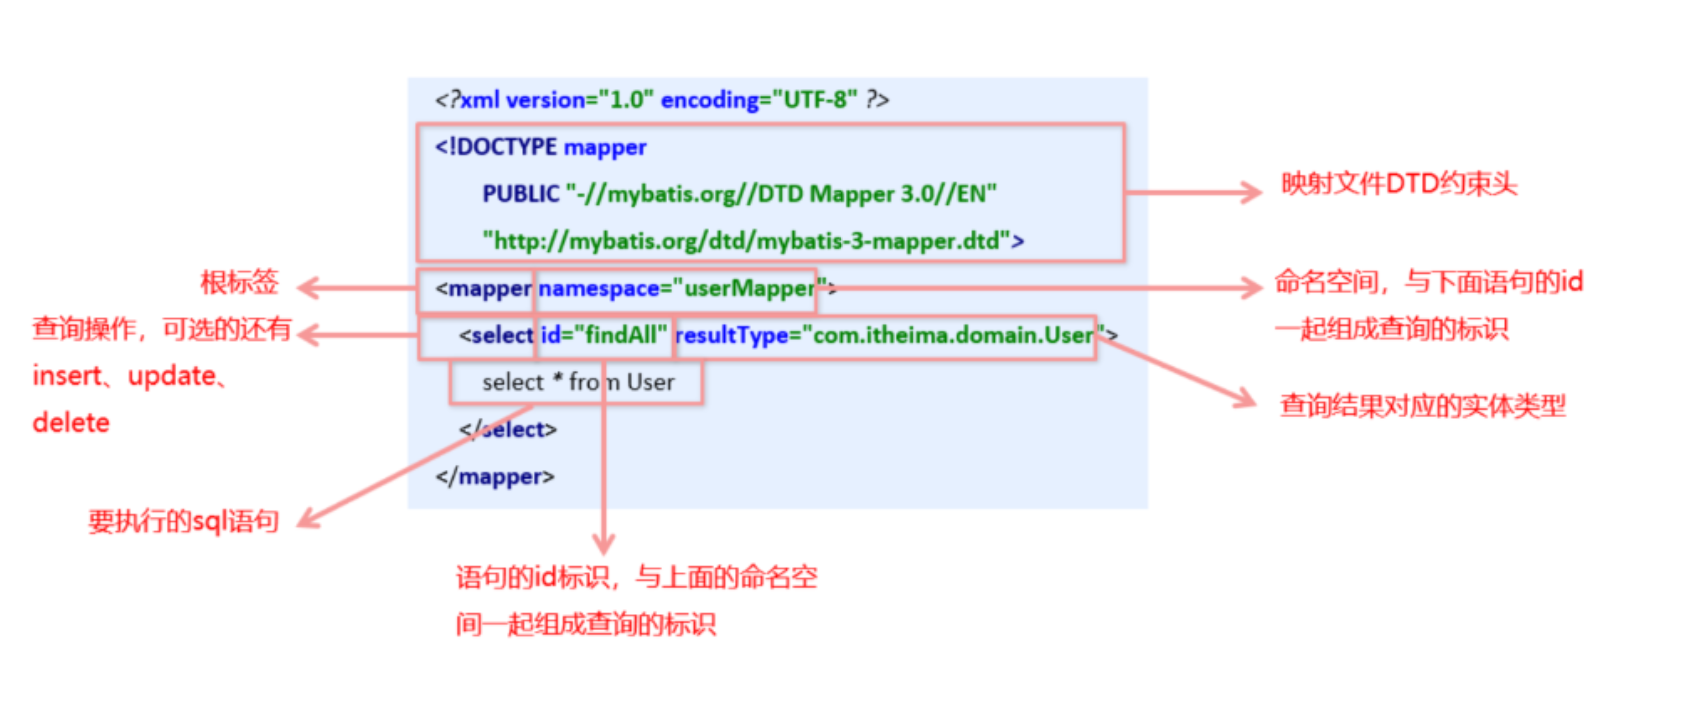 <?xml version="1.0" encoding="UTF-8" ?>
<!DOCTYPE mapper
PUBLIC "-//mybatis.org//DTD Mapper 3.0//EN"
"http://mybatis.org/dtd/mybatis-3-mapper.dtd">
<mapper namespace="userMapper">
<select id="findAll" resultType="com.itheima.domain.User">
select * from User
</select>
</mapper>
映射文件DTD约束头
根标签
命名空间，与下面语句的id
一起组成查询的标识
查询操作，可选的还有
insert、update、
delete
查询结果对应的实体类型
要执行的sql语句
语句的id标识，与上面的命名空
间一起组成查询的标识